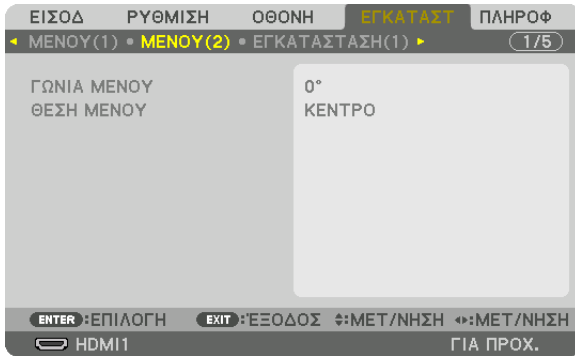 ΕΙΣΟΔ ΡΥΘΜΙΣΗ ΟΘΟΝΗ ΕΓΚΑΤΑΣΤ ΠΛΗΡΟΦ
◂ ΜΕΝΟΥ(1) • ΜΕΝΟΥ(2) • ΕΓΚΑΤΑΣΤΑΣΗ(1) ▸ 1/5
ΓΩΝΙΑ ΜΕΝΟΥ 0°
ΘΕΣΗ ΜΕΝΟΥ ΚΕΝΤΡΟ
ENTER :ΕΠΙΛΟΓΗ EXIT :ΈΞΟΔΟΣ ⬍:ΜΕΤ/ΝΗΣΗ ⬌:ΜΕΤ/ΝΗΣΗ
HDMI1 ΓΙΑ ΠΡΟΧ.